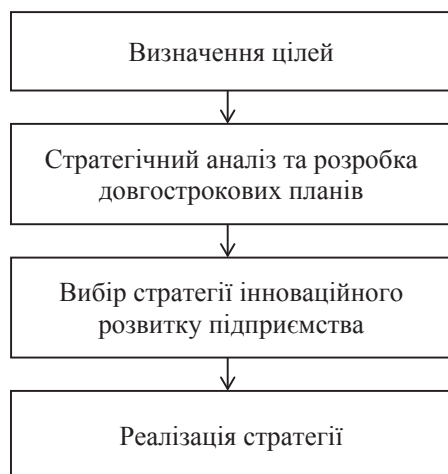 Визначення цілей
Стратегічний аналіз та розробка
довгострокових планів
Вибір стратегії інноваційного
розвитку підприємства
Реалізація стратегії